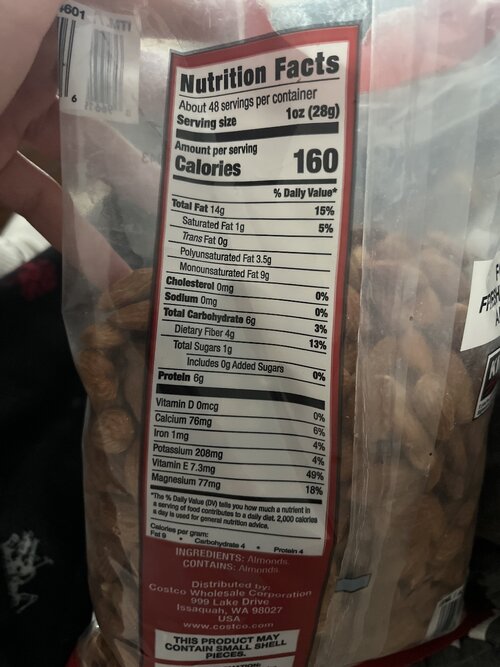 4601
ITM./
6
Nutrition Facts
About 48 servings per container
Serving size 1oz (28g)
Amount per serving
Calories 160
% Daily Value*
Total Fat 14g 15%
Saturated Fat 1g 5%
Trans Fat 0g
Polyunsaturated Fat 3.5g
Monounsaturated Fat 9g
Cholesterol 0mg 0%
Sodium 0mg 0%
Total Carbohydrate 6g 3%
Dietary Fiber 4g 13%
Total Sugars 1g
Includes 0g Added Sugars 0%
Protein 6g
Vitamin D 0mcg 0%
Calcium 76mg 6%
Iron 1mg 4%
Potassium 208mg 4%
Vitamin E 7.3mg 49%
Magnesium 77mg 18%
*The % Daily Value (DV) tells you how much a nutrient in
a serving of food contributes to a daily diet. 2,000 calories
a day is used for general nutrition advice.
Calories per gram:
Fat 9 • Carbohydrate 4 • Protein 4
INGREDIENTS: Almonds.
CONTAINS: Almonds.
Distributed by:
Costco Wholesale Corporation
999 Lake Drive
Issaquah, WA 98027
USA
www.costco.com
THIS PRODUCT MAY
CONTAIN SMALL SHELL
PIECES.